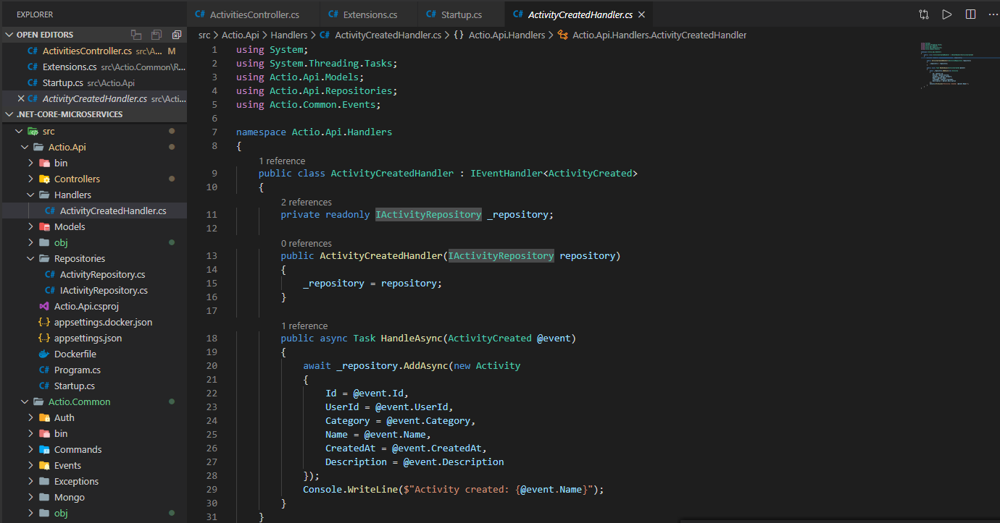 EXPLORER
OPEN EDITORS
C# ActivitiesController.cs src\A... M
C# Extensions.cs src\Actio.Common\R...
C# Startup.cs src\Actio.Api
C# ActivityCreatedHandler.cs src\Acti...
.NET-CORE-MICROSERVICES
src
Actio.Api
bin
Controllers
Handlers
C# ActivityCreatedHandler.cs
Models
obj
Repositories
C# ActivityRepository.cs
C# IActivityRepository.cs
Actio.Api.csproj
{..} appsettings.docker.json
{..} appsettings.json
Dockerfile
C# Program.cs
C# Startup.cs
Actio.Common
Auth
bin
Commands
Events
Exceptions
Mongo
obj
C# ActivitiesController.cs C# Extensions.cs C# Startup.cs C# ActivityCreatedHandler.cs
src > Actio.Api > Handlers > C# ActivityCreatedHandler.cs > {} Actio.Api.Handlers > Actio.Api.Handlers.ActivityCreatedHandler
1 using System;
2 using System.Threading.Tasks;
3 using Actio.Api.Models;
4 using Actio.Api.Repositories;
5 using Actio.Common.Events;
6
7 namespace Actio.Api.Handlers
8 {
1 reference
9 public class ActivityCreatedHandler : IEventHandler<ActivityCreated>
10 {
2 references
11 private readonly IActivityRepository _repository;
12
0 references
13 public ActivityCreatedHandler(IActivityRepository repository)
14 {
15 _repository = repository;
16 }
17
1 reference
18 public async Task HandleAsync(ActivityCreated @event)
19 {
20 await _repository.AddAsync(new Activity
21 {
22 Id = @event.Id,
23 UserId = @event.UserId,
24 Category = @event.Category,
25 Name = @event.Name,
26 CreatedAt = @event.CreatedAt,
27 Description = @event.Description
28 });
29 Console.WriteLine($"Activity created: {@event.Name}");
30 }
31 }